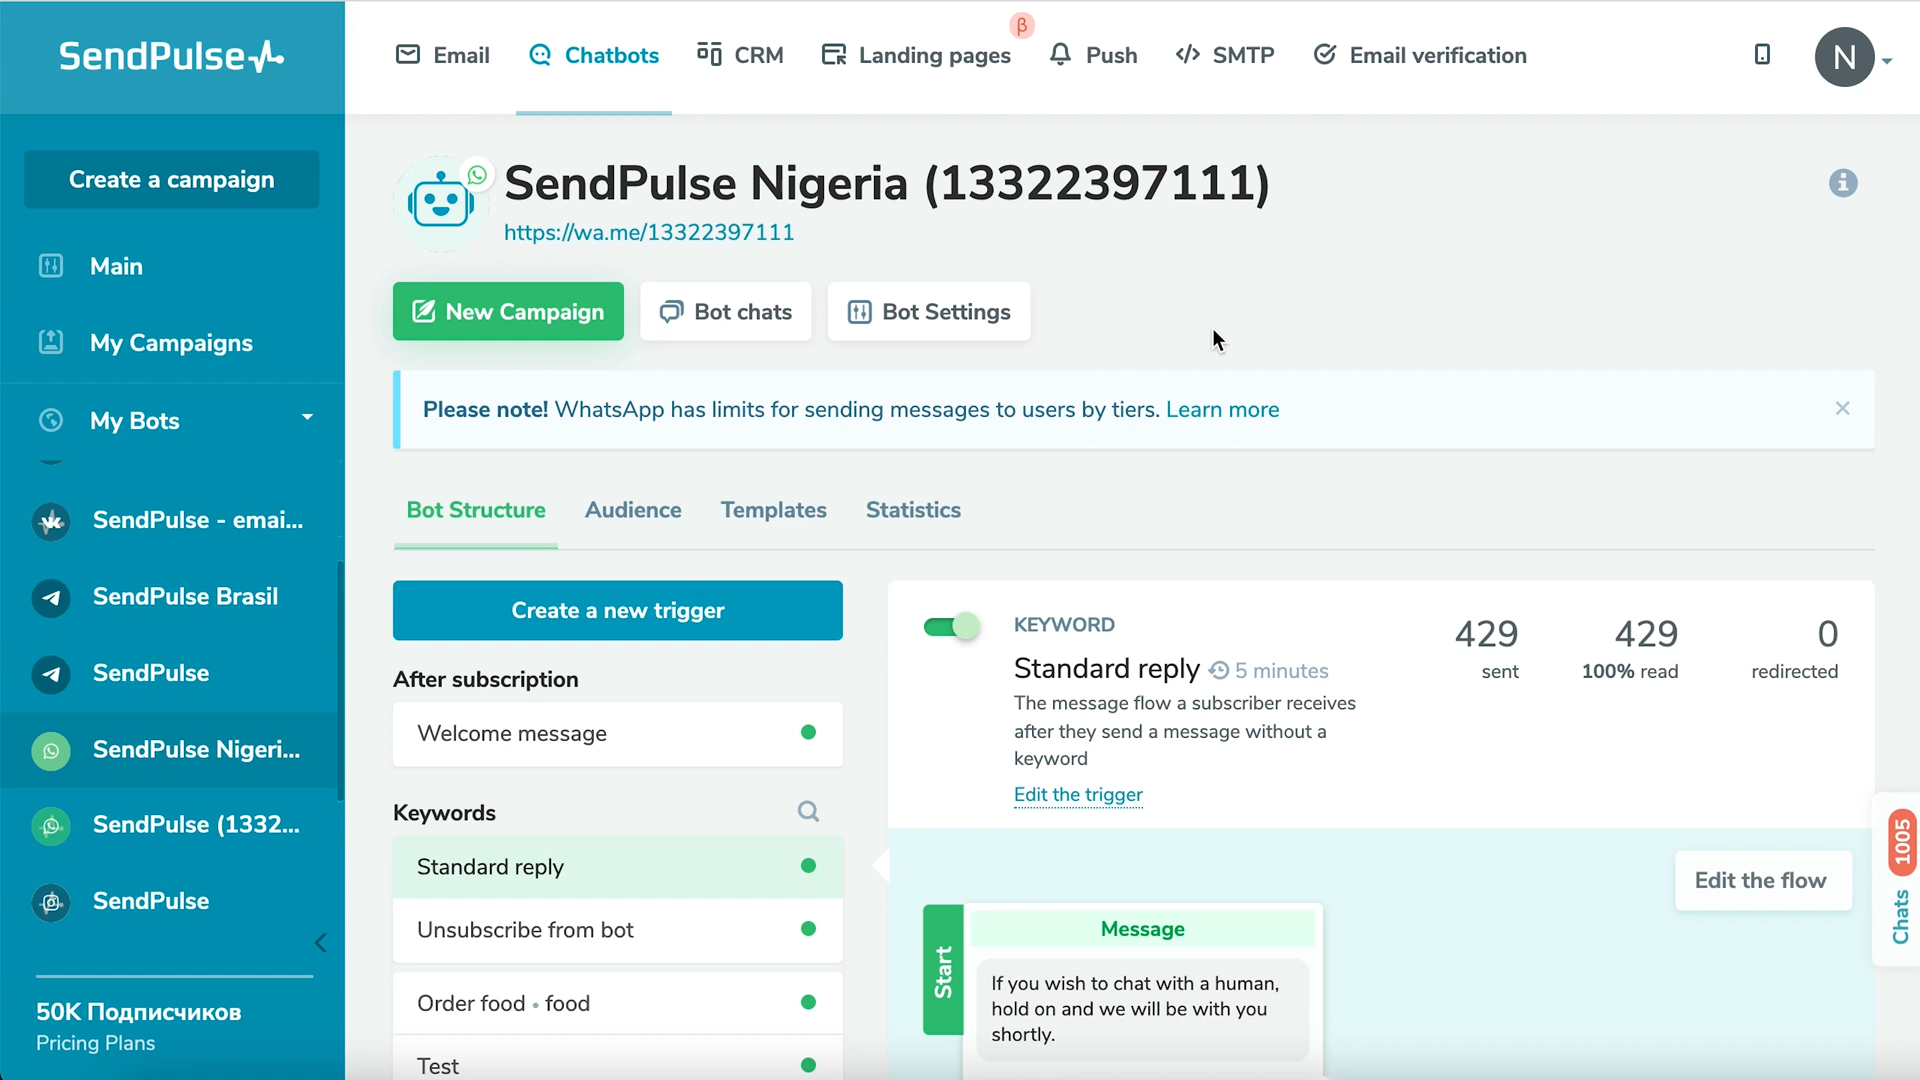 SendPulse
Email
Chatbots
CRM
Landing pages
β
Push
SMTP
Email verification
N
Create a campaign
Main
My Campaigns
My Bots
SendPulse - emai...
SendPulse Brasil
SendPulse
SendPulse Nigeri...
SendPulse (1332...
SendPulse
50K Подписчиков
Pricing Plans
SendPulse Nigeria (13322397111)
https://wa.me/13322397111
New Campaign
Bot chats
Bot Settings
Please note! WhatsApp has limits for sending messages to users by tiers. Learn more
Bot Structure
Audience
Templates
Statistics
Create a new trigger
After subscription
Welcome message
Keywords
Standard reply
Unsubscribe from bot
Order food • food
Test
KEYWORD
Standard reply 5 minutes
The message flow a subscriber receives
after they send a message without a
keyword
Edit the trigger
429
sent
429
100% read
0
redirected
Edit the flow
Start
Message
If you wish to chat with a human,
hold on and we will be with you
shortly.
Chats 1005